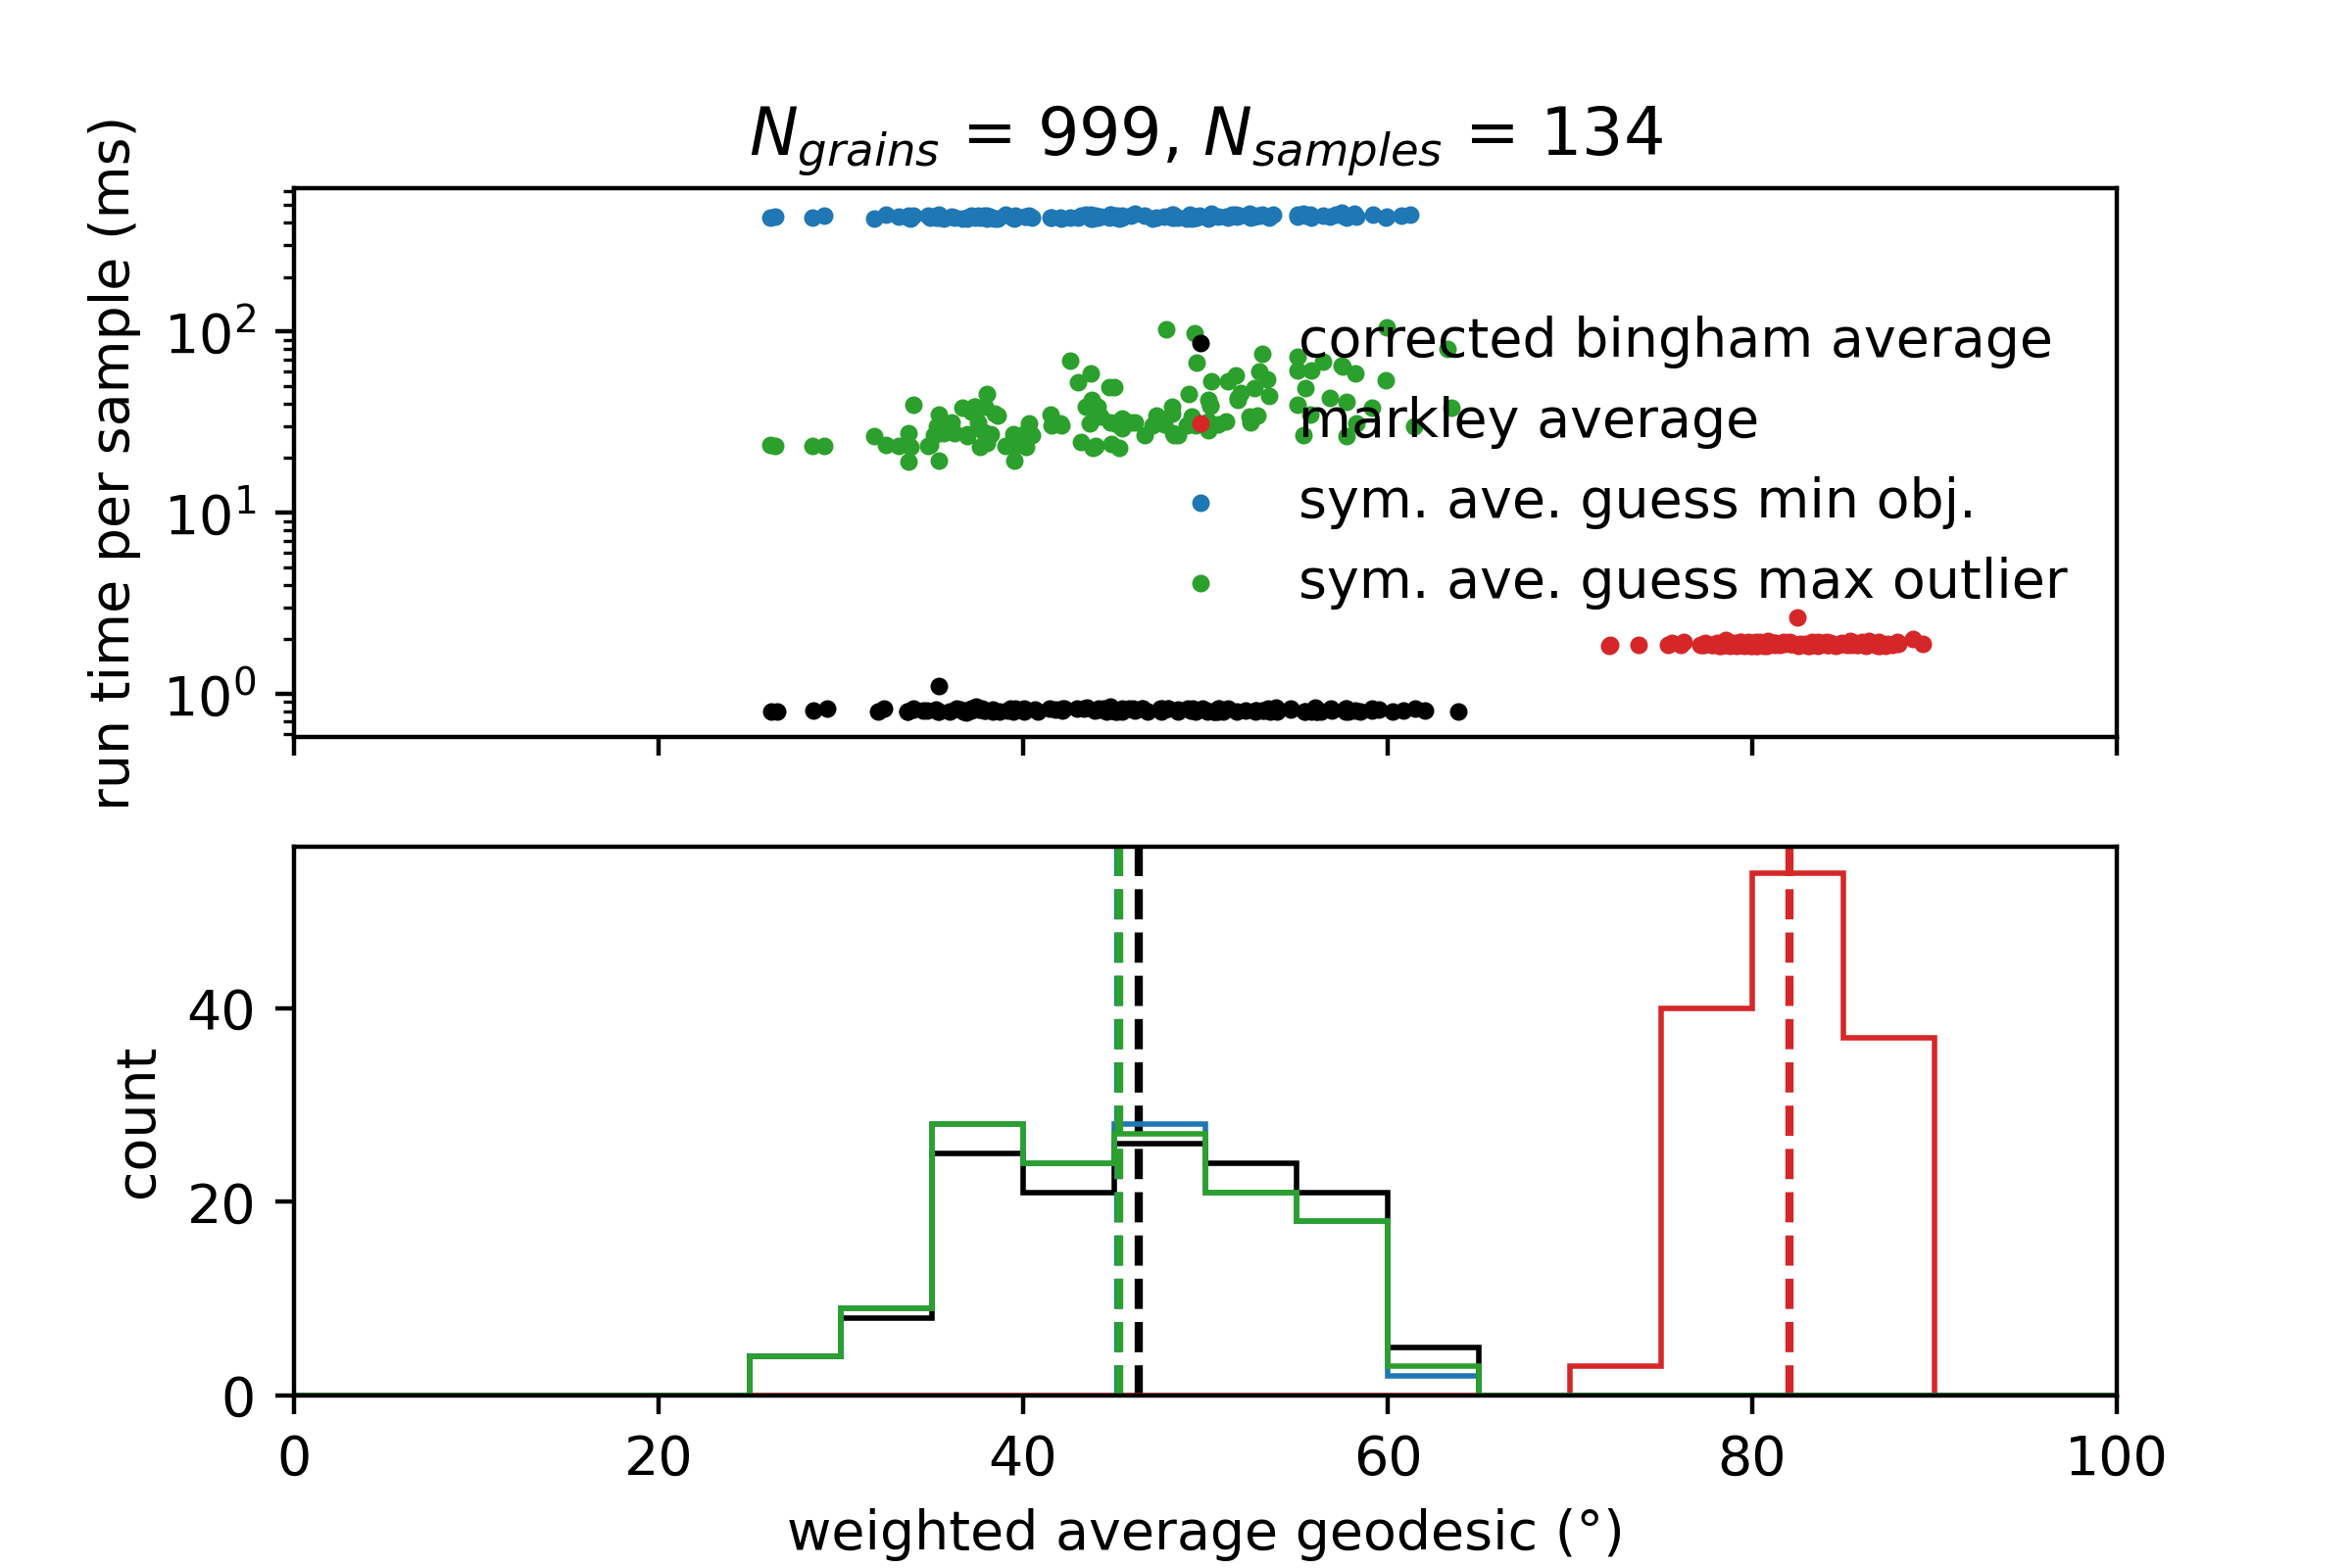 N_grains = 999, N_samples = 134
run time per sample (ms)
10^2
10^1
10^0
corrected bingham average
markley average
sym. ave. guess min obj.
sym. ave. guess max outlier
count
40
20
0
0 20 40 60 80 100
weighted average geodesic (°)